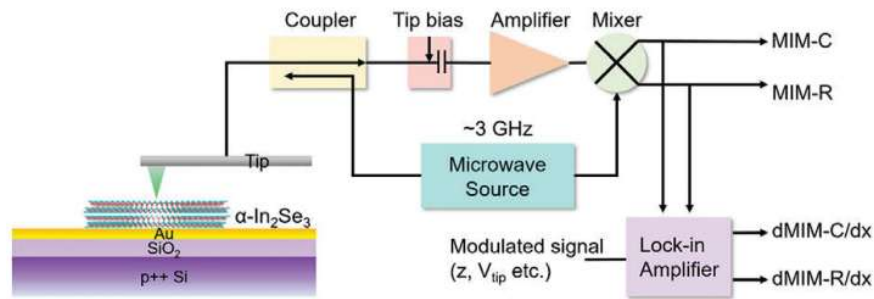 Coupler
Tip bias
Amplifier
Mixer
MIM-C
MIM-R
~3 GHz
Microwave
Source
Tip
α-In₂Se₃
Au
SiO₂
p++ Si
Modulated signal
(z, Vtip etc.)
Lock-in
Amplifier
dMIM-C/dx
dMIM-R/dx